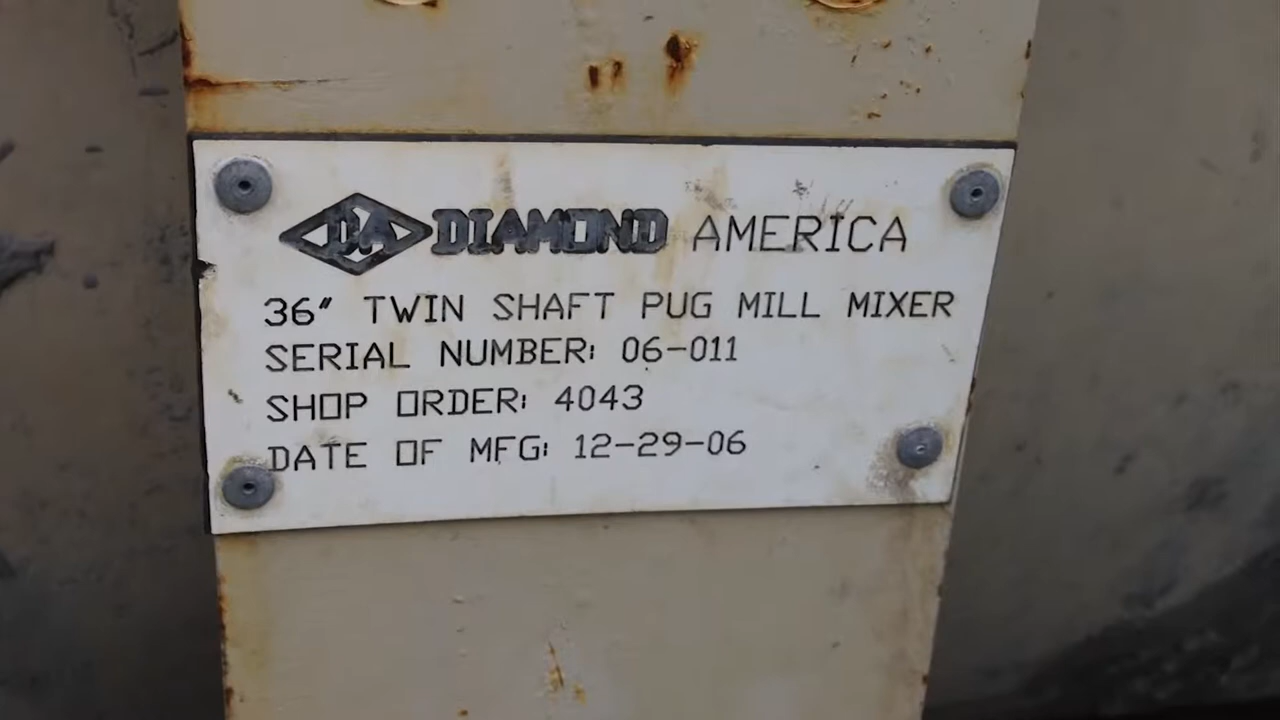 DA DIAMOND AMERICA
36" TWIN SHAFT PUG MILL MIXER
SERIAL NUMBER: 06-011
SHOP ORDER: 4043
DATE OF MFG: 12-29-06